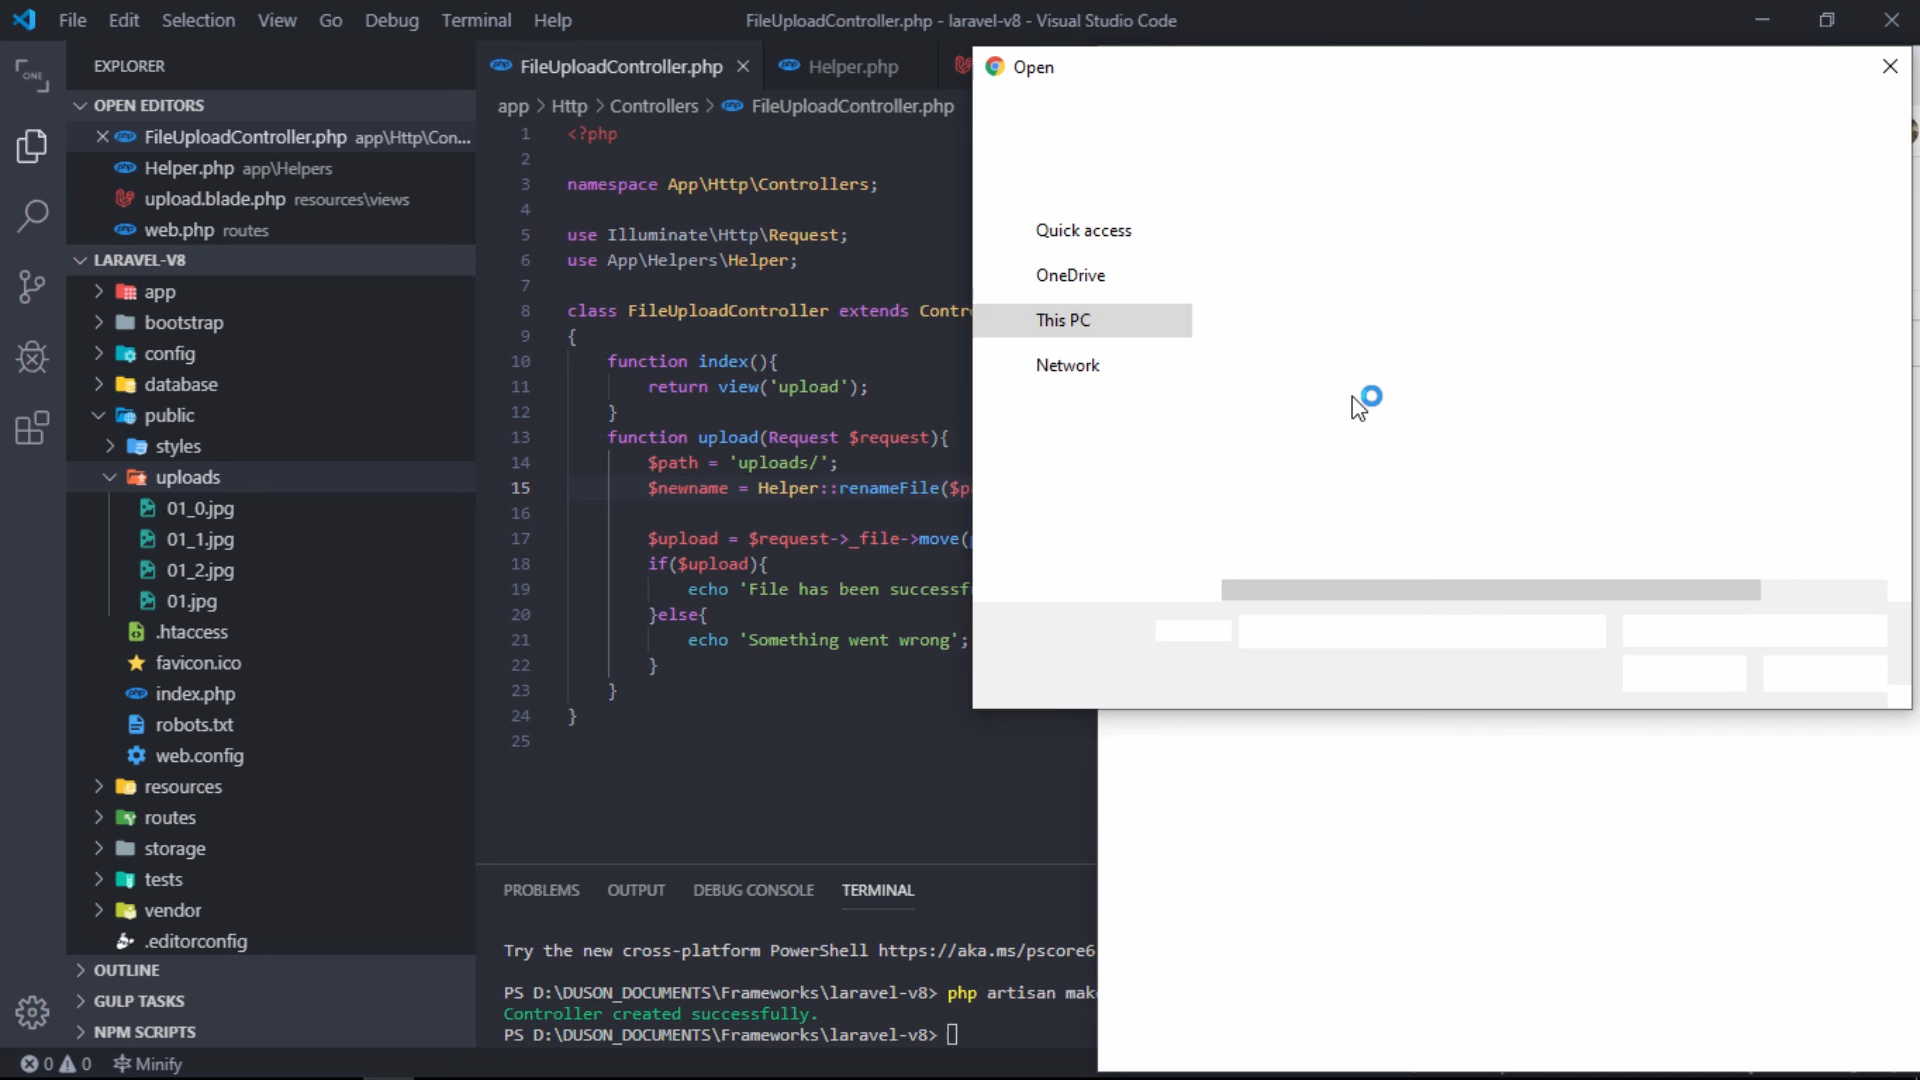 File Edit Selection View Go Debug Terminal Help
FileUploadController.php - laravel-v8 - Visual Studio Code
ONE
EXPLORER
OPEN EDITORS
FileUploadController.php app\Http\Con...
Helper.php app\Helpers
upload.blade.php resources\views
web.php routes
LARAVEL-V8
app
bootstrap
config
database
public
styles
uploads
01_0.jpg
01_1.jpg
01_2.jpg
01.jpg
.htaccess
favicon.ico
index.php
robots.txt
web.config
resources
routes
storage
tests
vendor
.editorconfig
OUTLINE
GULP TASKS
NPM SCRIPTS
0 0 Minify
php FileUploadController.php
php Helper.php
app > Http > Controllers > php FileUploadController.php
1 <?php
2
3 namespace App\Http\Controllers;
4
5 use Illuminate\Http\Request;
6 use App\Helpers\Helper;
7
8 class FileUploadController extends Contr
9 {
10 function index(){
11 return view('upload');
12 }
13 function upload(Request $request){
14 $path = 'uploads/';
15 $newname = Helper::renameFile($p
16
17 $upload = $request->_file->move(
18 if($upload){
19 echo 'File has been successf
20 }else{
21 echo 'Something went wrong';
22 }
23 }
24 }
25
PROBLEMS OUTPUT DEBUG CONSOLE TERMINAL
Try the new cross-platform PowerShell https://aka.ms/pscore6
PS D:\DUSON_DOCUMENTS\Frameworks\laravel-v8> php artisan mak
Controller created successfully.
PS D:\DUSON_DOCUMENTS\Frameworks\laravel-v8>
Open
Quick access
OneDrive
This PC
Network